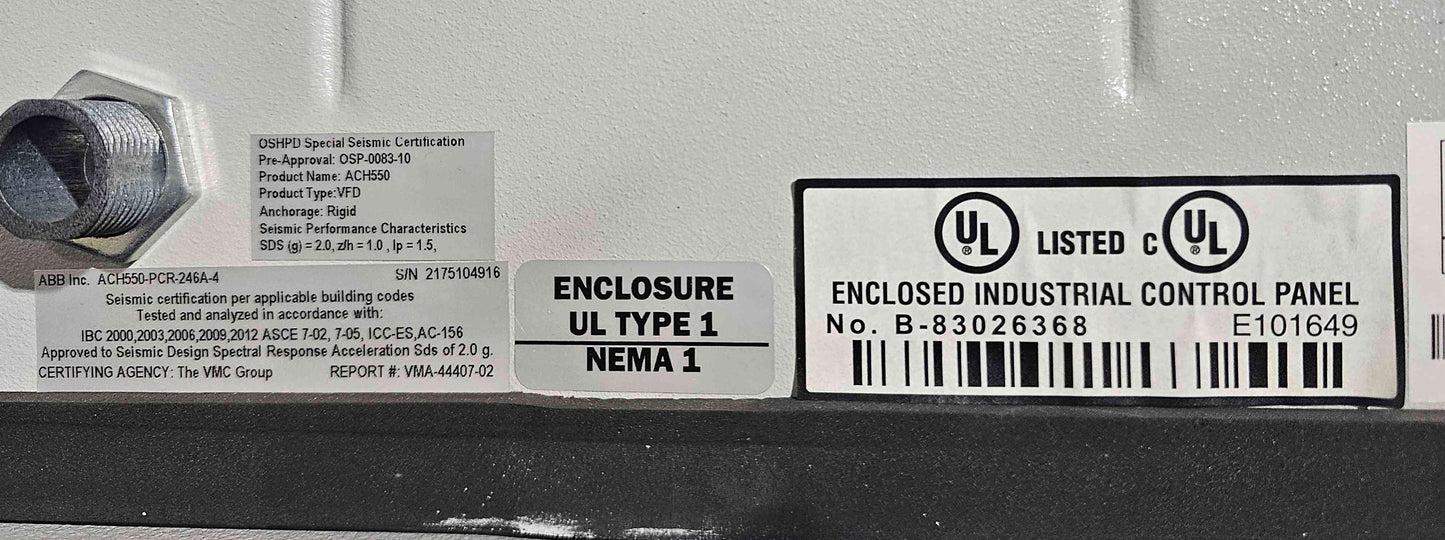 OSHPD Special Seismic Certification
Pre-Approval: OSP-0083-10
Product Name: ACH550
Product Type:VFD
Anchorage: Rigid
Seismic Performance Characteristics
SDS (g) = 2.0, z/h = 1.0 , Ip = 1.5,
ABB Inc. ACH550-PCR-246A-4 S/N 2175104916
Seismic certification per applicable building codes
Tested and analyzed in accordance with:
IBC 2000,2003,2006,2009,2012 ASCE 7-02, 7-05, ICC-ES,AC-156
Approved to Seismic Design Spectral Response Acceleration Sds of 2.0 g.
CERTIFYING AGENCY: The VMC Group REPORT #: VMA-44407-02
ENCLOSURE
UL TYPE 1
NEMA 1
UL ® LISTED C UL ®
ENCLOSED INDUSTRIAL CONTROL PANEL
No. B-83026368 E101649